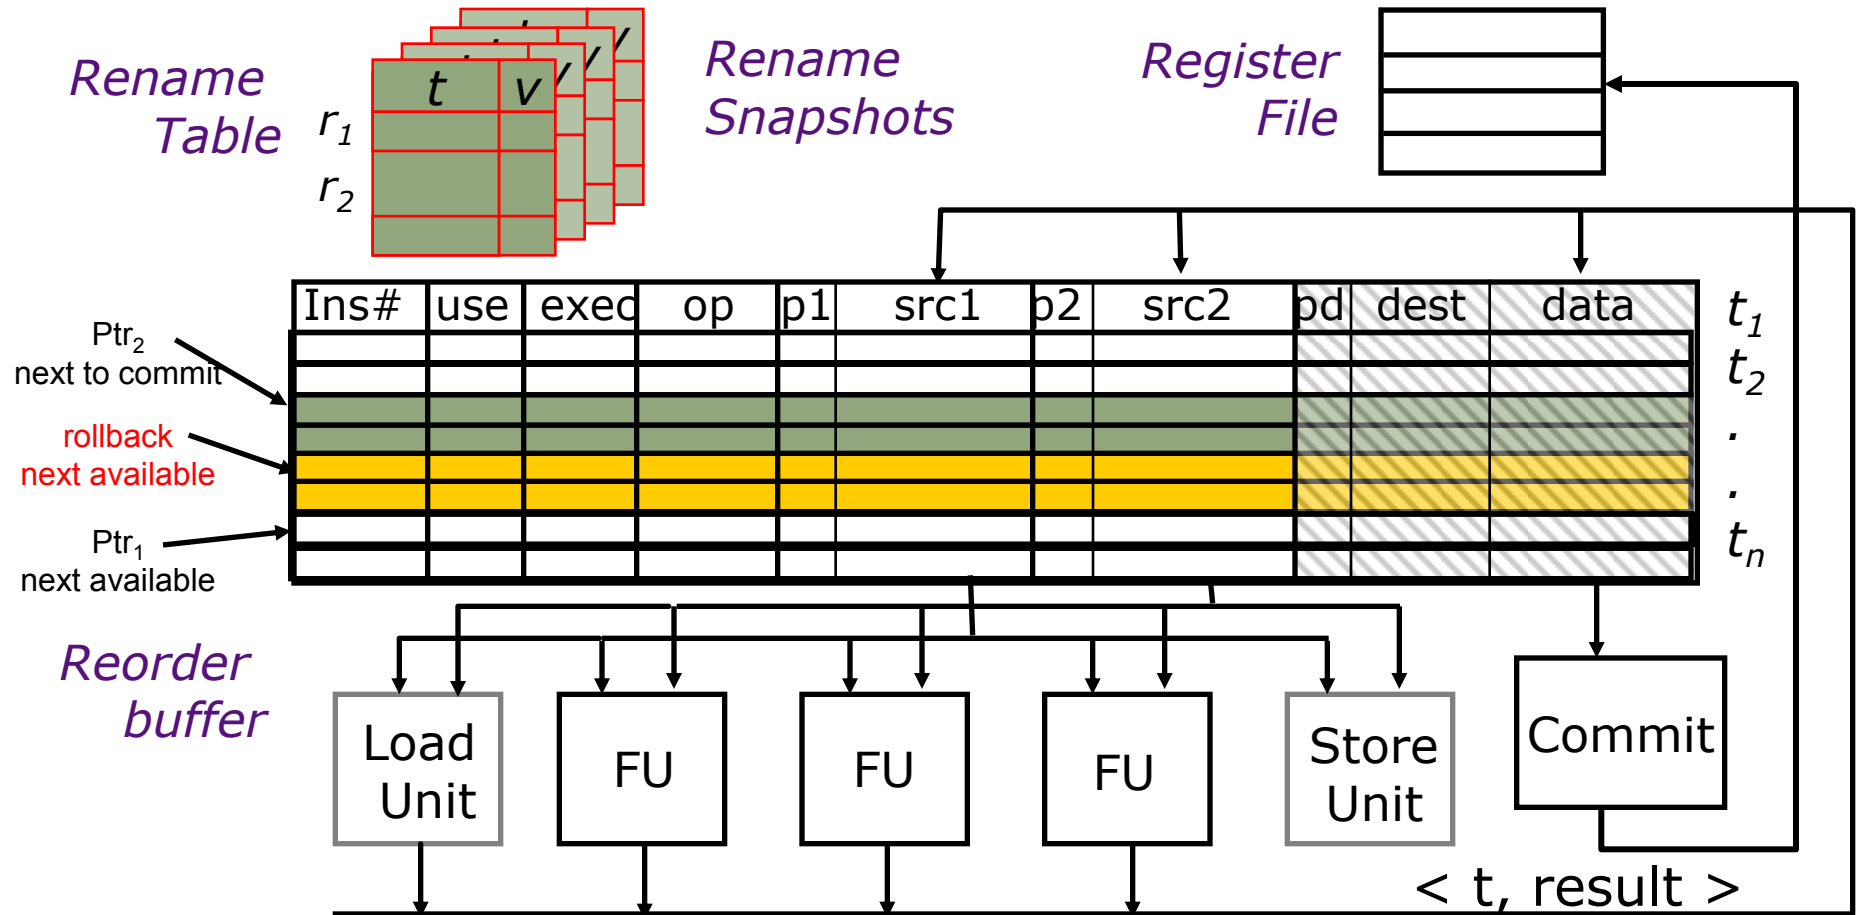 Rename
Table
t v
r1
r2
Rename
Snapshots
Register
File
Ins# use exec op p1 src1 p2 src2 pd dest data
t1
t2
.
.
tn
Ptr2
next to commit
rollback
next available
Ptr1
next available
Reorder
buffer
Load
Unit
FU
FU
FU
Store
Unit
Commit
< t, result >